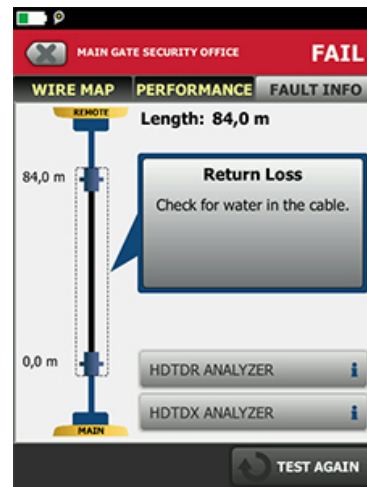 MAIN GATE SECURITY OFFICE
FAIL
WIRE MAP
PERFORMANCE
FAULT INFO
REMOTE
Length: 84,0 m
84,0 m
Return Loss
Check for water in the cable.
0,0 m
HDTDR ANALYZER
i
HDTDX ANALYZER
i
MAIN
TEST AGAIN